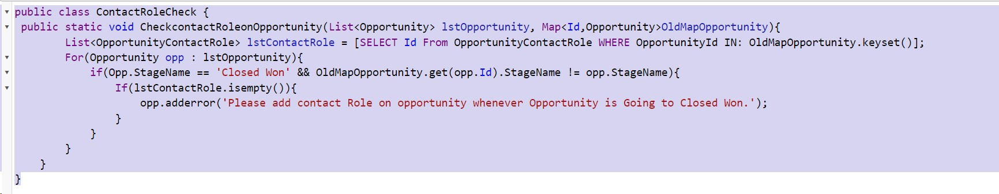 public class ContactRoleCheck {
public static void CheckcontactRoleonOpportunity(List<Opportunity> lstOpportunity, Map<Id,Opportunity>OldMapOpportunity){
List<OpportunityContactRole> lstContactRole = [SELECT Id From OpportunityContactRole WHERE OpportunityId IN: OldMapOpportunity.keyset()];
For(Opportunity opp : lstOpportunity){
if(Opp.StageName == 'Closed Won' && OldMapOpportunity.get(opp.Id).StageName != opp.StageName){
If(lstContactRole.isempty()){
opp.adderror('Please add contact Role on opportunity whenever Opportunity is Going to Closed Won.');
}
}
}
}
}